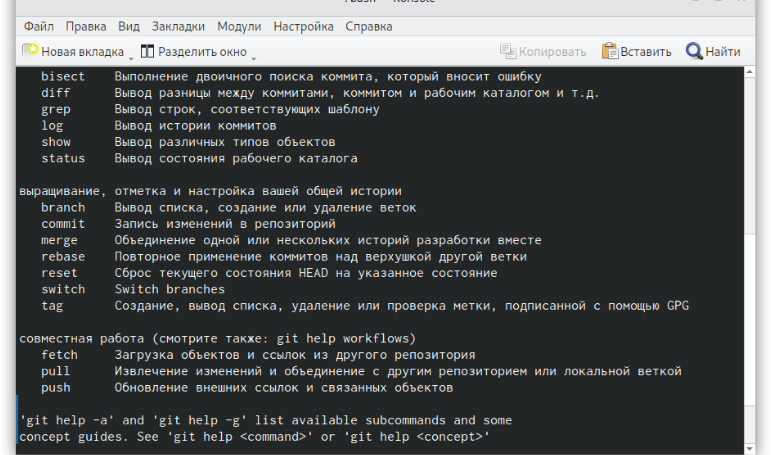 Файл Правка Вид Закладки Модули Настройка Справка
Новая вкладка Разделить окно Копировать Вставить Найти
bisect Выполнение двоичного поиска коммита, который вносит ошибку
diff Вывод разницы между коммитами, коммитом и рабочим каталогом и т.д.
grep Вывод строк, соответствующих шаблону
log Вывод истории коммитов
show Вывод различных типов объектов
status Вывод состояния рабочего каталога
выращивание, отметка и настройка вашей общей истории
branch Вывод списка, создание или удаление веток
commit Запись изменений в репозиторий
merge Объединение одной или нескольких историй разработки вместе
rebase Повторное применение коммитов над верхушкой другой ветки
reset Сброс текущего состояния HEAD на указанное состояние
switch Switch branches
tag Создание, вывод списка, удаление или проверка метки, подписанной с помощью GPG
совместная работа (смотрите также: git help workflows)
fetch Загрузка объектов и ссылок из другого репозитория
pull Извлечение изменений и объединение с другим репозиторием или локальной веткой
push Обновление внешних ссылок и связанных объектов
'git help -a' and 'git help -g' list available subcommands and some
concept guides. See 'git help <command>' or 'git help <concept>'